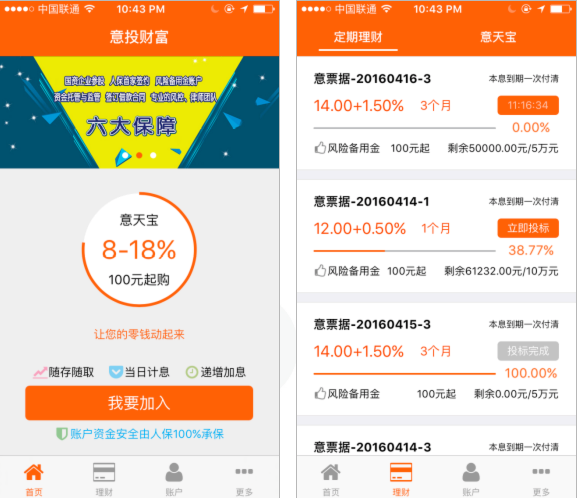 中国联通 10:43 PM
意投财富
国资企业参股 人保首家签约 风险备用金账户
资金托管与监管 签订借款合同 专业的风控、律师团队
六大保障
意天宝
8-18%
100元起购
让您的零钱动起来
随存随取 当日计息 递增加息
我要加入
账户资金安全由人保100%承保
首页 理财 账户 更多
中国联通 10:43 PM
定期理财 意天宝
意票据-20160416-3 本息到期一次付清
14.00+1.50% 3个月 11:16:34
0.00%
风险备用金 100元起 剩余50000.00元/5万元
意票据-20160414-1 本息到期一次付清
12.00+0.50% 1个月 立即投标
38.77%
风险备用金 100元起 剩余61232.00元/10万元
意票据-20160415-3 本息到期一次付清
14.00+1.50% 3个月 投标完成
100.00%
风险备用金 100元起 剩余0.00元/5万元
意票据-20160414-3 本息到期一次付清
首页 理财 账户 更多